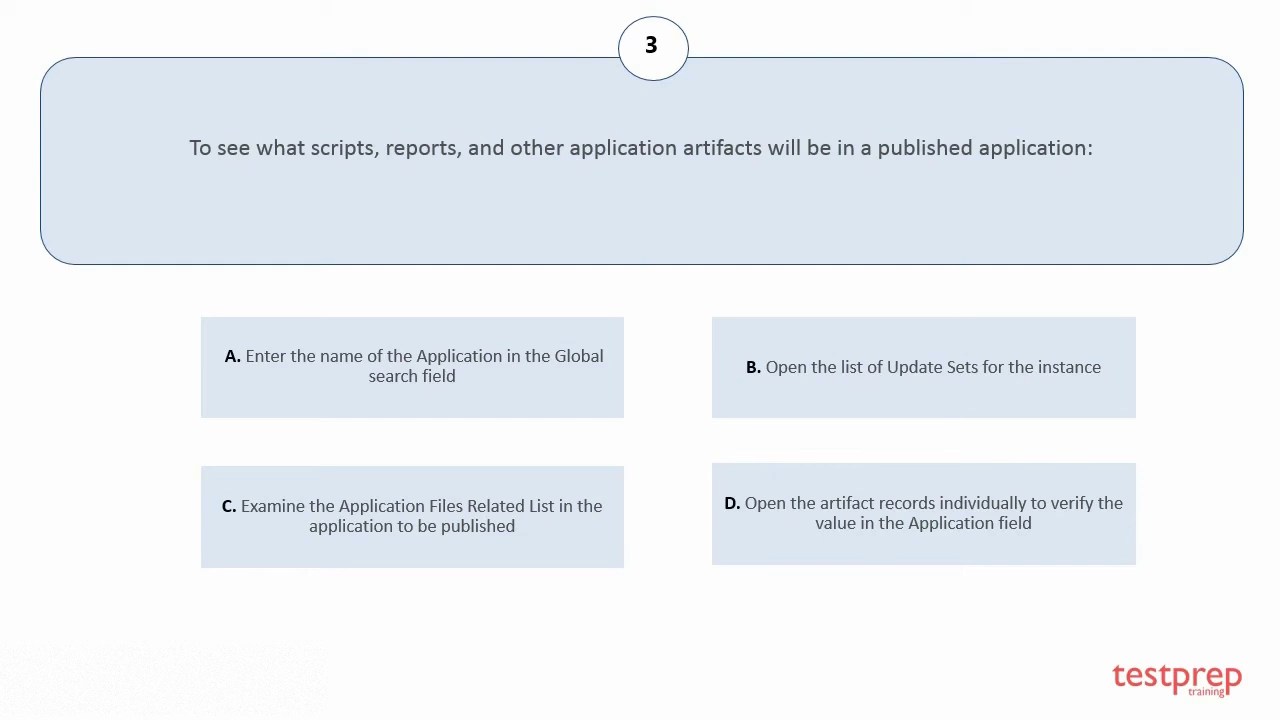 3
To see what scripts, reports, and other application artifacts will be in a published application:
A. Enter the name of the Application in the Global
search field
B. Open the list of Update Sets for the instance
C. Examine the Application Files Related List in the
application to be published
D. Open the artifact records individually to verify the
value in the Application field
testprep
training